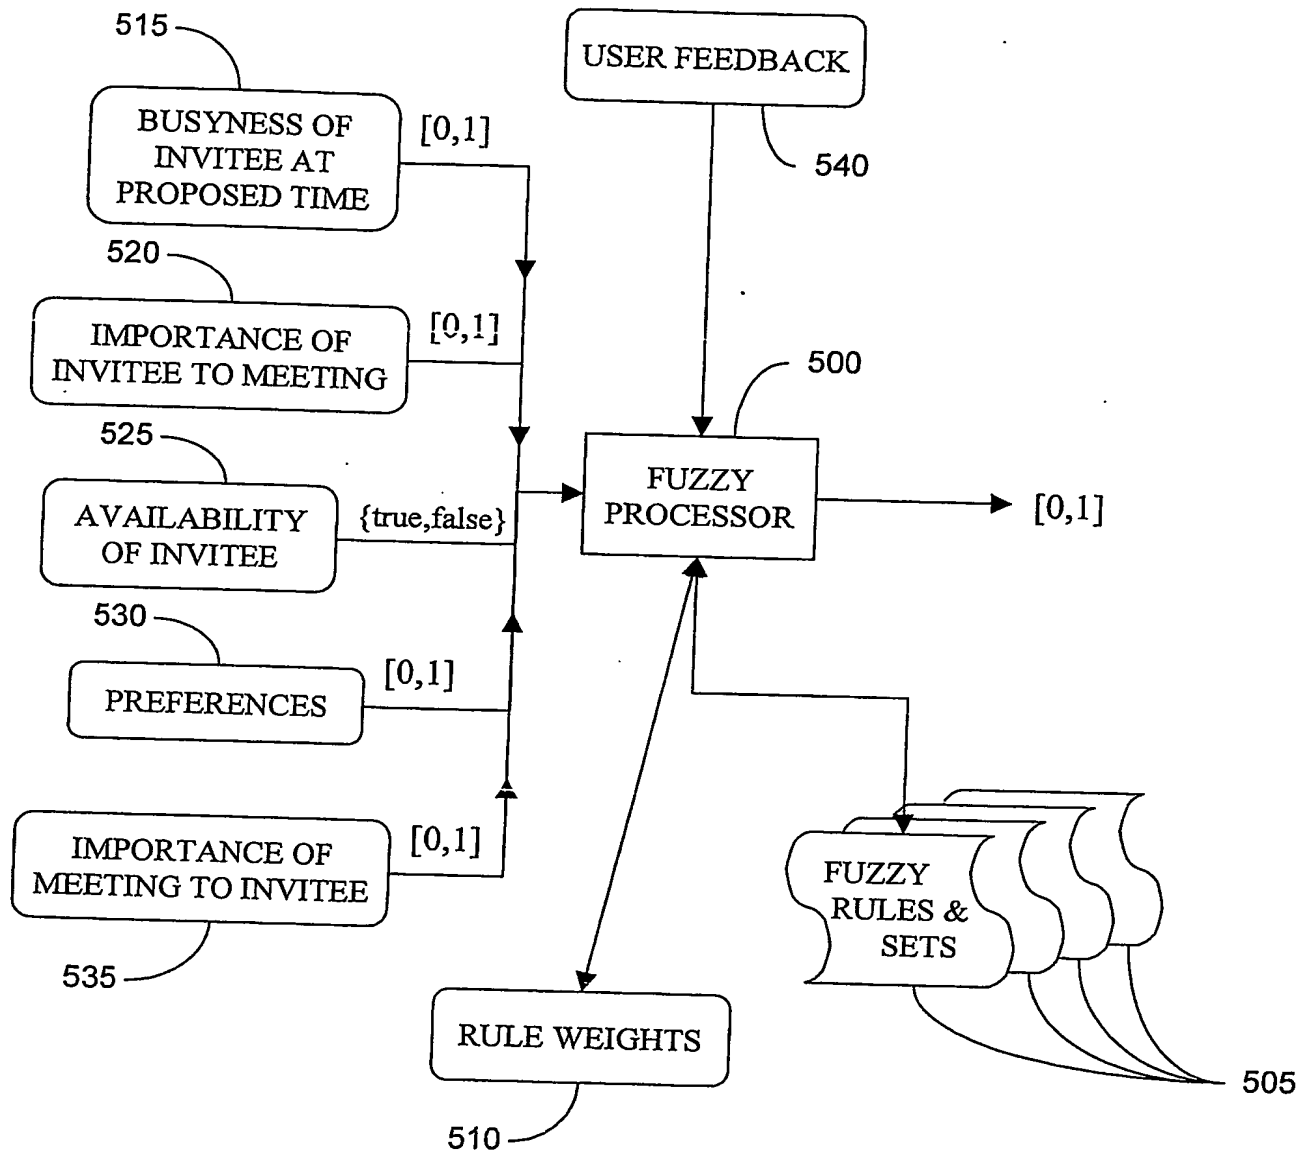 515
BUSYNESS OF
INVITEE AT
PROPOSED TIME
[0,1]
USER FEEDBACK
540
520
IMPORTANCE OF
INVITEE TO MEETING
[0,1]
500
FUZZY
PROCESSOR
[0,1]
525
AVAILABILITY
OF INVITEE
{true,false}
530
PREFERENCES
[0,1]
IMPORTANCE OF
MEETING TO INVITEE
[0,1]
535
FUZZY
RULES &
SETS
505
RULE WEIGHTS
510